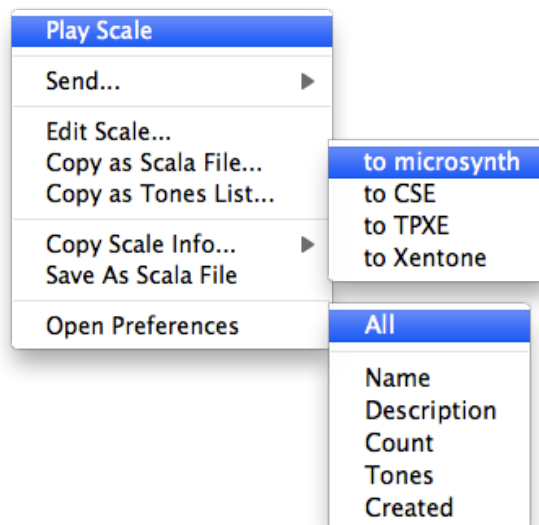 Play Scale
Send...
Edit Scale...
Copy as Scala File...
Copy as Tones List...
Copy Scale Info...
Save As Scala File
Open Preferences
to microsynth
to CSE
to TPXE
to Xentone
All
Name
Description
Count
Tones
Created